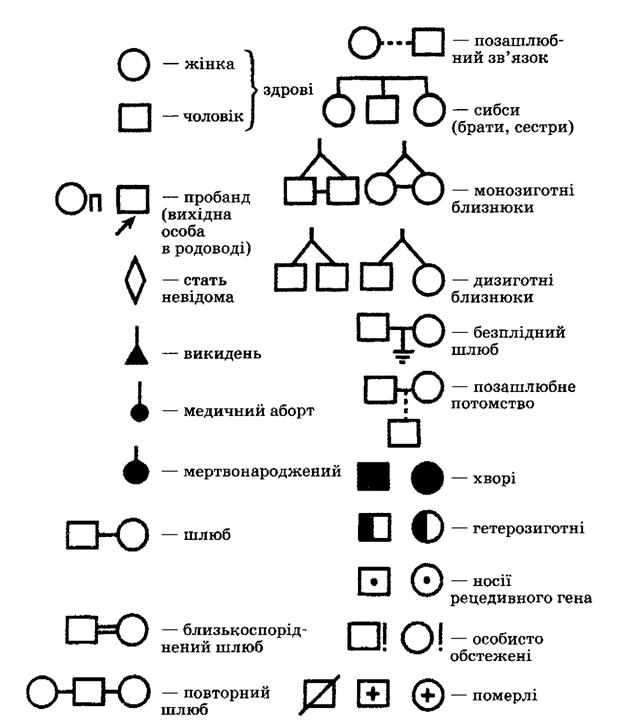 — жінка
— чоловік
здрові
П
— пробанд
(вихідна
особа
в родоводі)
— стать
невідома
— викидень
— медичний аборт
— мертвонароджений
— шлюб
— близькоспорід-
нений шлюб
— повторний
шлюб
— позашлюб-
ний зв'язок
— сибси
(брати, сестри)
— монозиготні
близнюки
— дизиготні
близнюки
— безплідний
шлюб
— позашлюбне
потомство
— хворі
— гетерозиготні
— носії
рецедивного гена
! ! — особисто
обстежені
— померлі